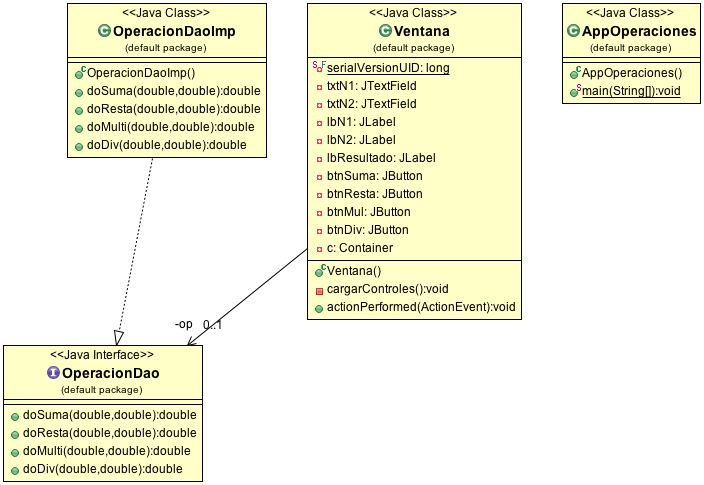 <<Java Class>>
OperacionDaoImp
(default package)
OperacionDaoImp()
doSuma(double,double):double
doResta(double,double):double
doMulti(double,double):double
doDiv(double,double):double
<<Java Class>>
Ventana
(default package)
serialVersionUID: long
txtN1: JTextField
txtN2: JTextField
lbN1: JLabel
lbN2: JLabel
lbResultado: JLabel
btnSuma: JButton
btnResta: JButton
btnMul: JButton
btnDiv: JButton
c: Container
Ventana()
cargarControles():void
actionPerformed(ActionEvent):void
<<Java Class>>
AppOperaciones
(default package)
AppOperaciones()
main(String[]):void
-op 0..1
<<Java Interface>>
OperacionDao
(default package)
doSuma(double,double):double
doResta(double,double):double
doMulti(double,double):double
doDiv(double,double):double